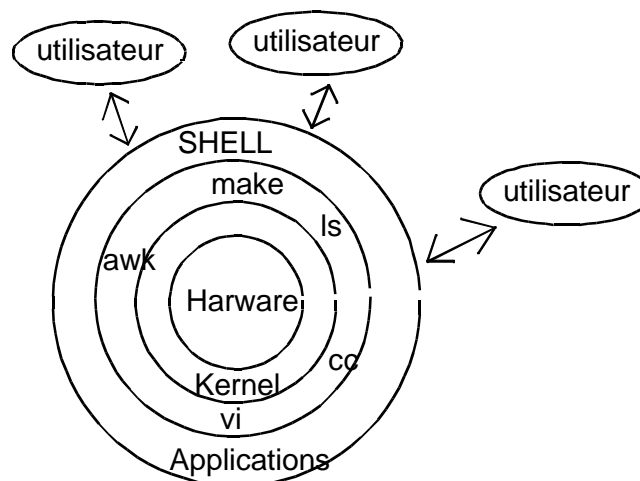 utilisateur
utilisateur
SHELL
make
utilisateur
ls
awk
Harware
cc
Kernel
vi
Applications